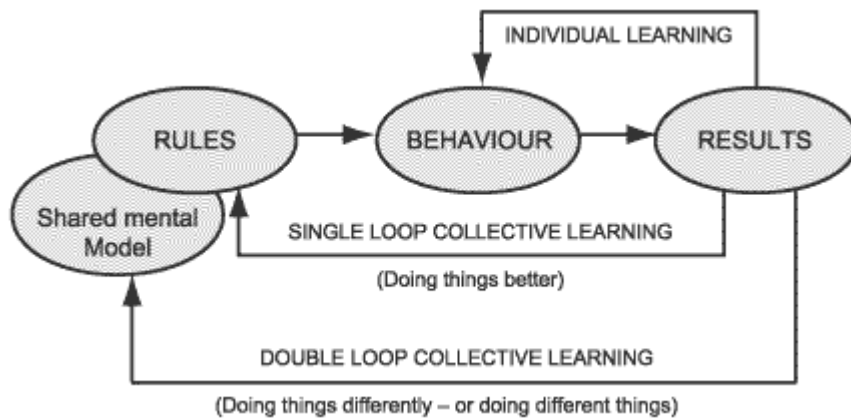 INDIVIDUAL LEARNING
RULES
BEHAVIOUR
RESULTS
Shared mental
Model
SINGLE LOOP COLLECTIVE LEARNING
(Doing things better)
DOUBLE LOOP COLLECTIVE LEARNING
(Doing things differently – or doing different things)